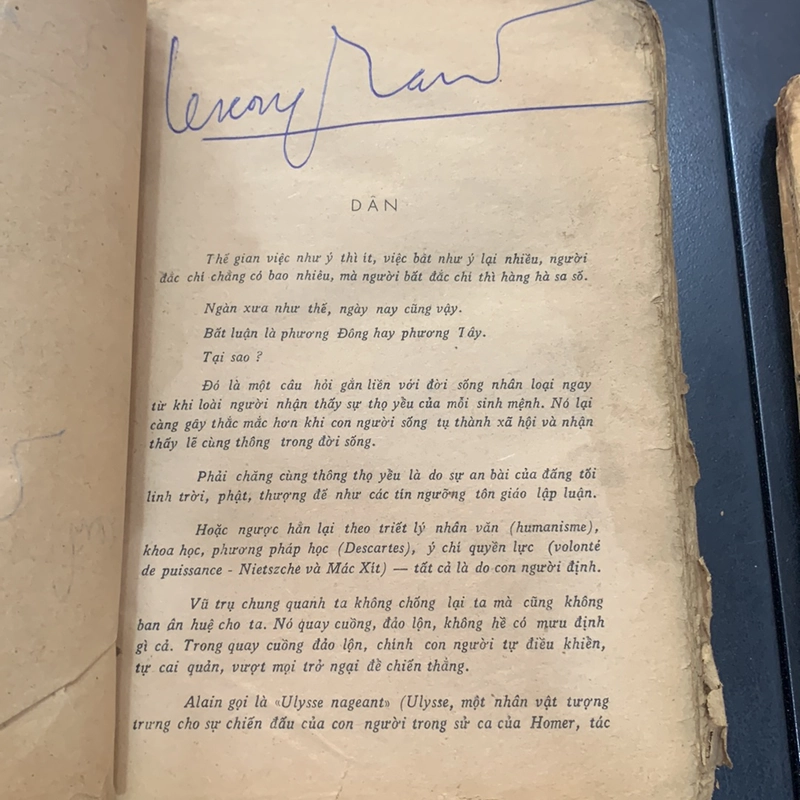 DẪN
Thế gian việc như ý thì ít, việc bất như ý lại nhiều, người
đắc chí chẳng có bao nhiêu, mà người bất đắc chí thì hàng hà sa số.
Ngàn xưa như thế, ngày nay cũng vậy.
Bất luận là phương Đông hay phương Tây.
Tại sao ?
Đó là một câu hỏi gắn liền với đời sống nhân loại ngay
từ khi loài người nhận thấy sự thọ yểu của mỗi sinh mệnh. Nó lại
càng gây thắc mắc hơn khi con người sống tụ thành xã hội và nhận
thấy lẽ cùng thông trong đời sống.
Phải chăng cùng thông thọ yểu là do sự an bài của đấng tối
linh trời, phật, thượng đế như các tín ngưỡng tôn giáo lập luận.
Hoặc ngược hẳn lại theo triết lý nhân văn (humanisme),
khoa học, phương pháp học (Descartes), ý chí quyền lực (volonté
de puissance - Nietszche và Mác Xít) — tất cả là do con người định.
Vũ trụ chung quanh ta không chống lại ta mà cũng không
ban ân huệ cho ta. Nó quay cuồng, đảo lộn, không hề có mưu định
gì cả. Trong quay cuồng đảo lộn, chính con người tự điều khiển,
tự cai quản, vượt mọi trở ngại để chiến thắng.
Alain gọi là «Ulysse nageant» (Ulysse, một nhân vật tượng
trưng cho sự chiến đấu của con người trong sử ca của Homer, tác